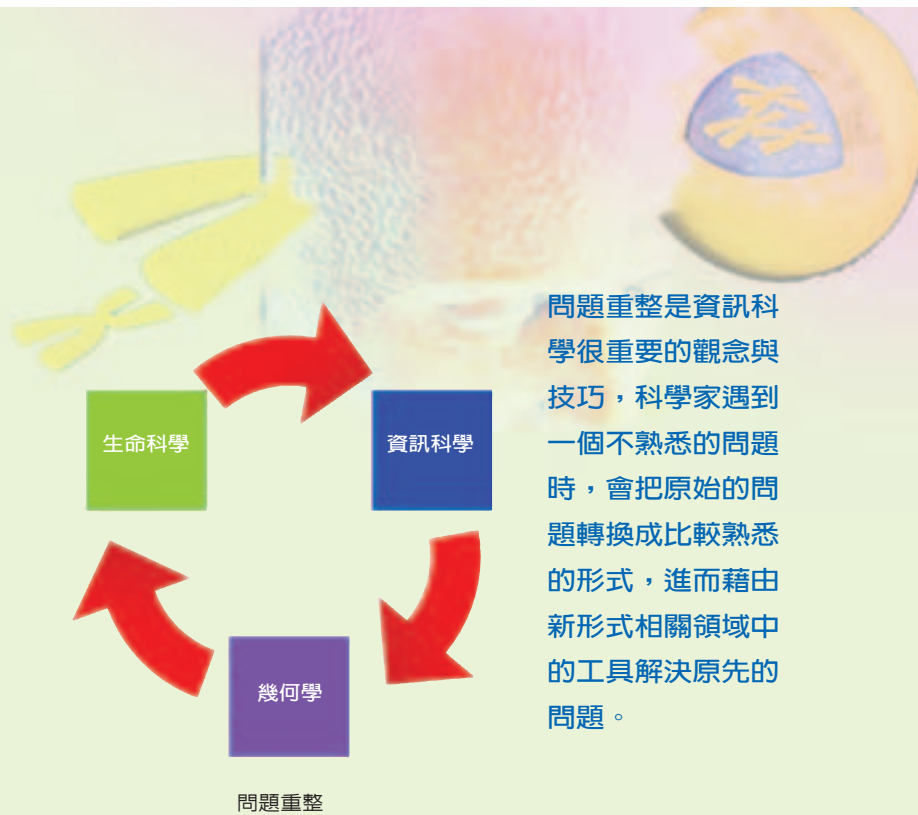 問題重整是資訊科
學很重要的觀念與
技巧，科學家遇到
一個不熟悉的問題
時，會把原始的問
題轉換成比較熟悉
的形式，進而藉由
新形式相關領域中
的工具解決原先的
問題。
生命科學
資訊科學
幾何學
問題重整